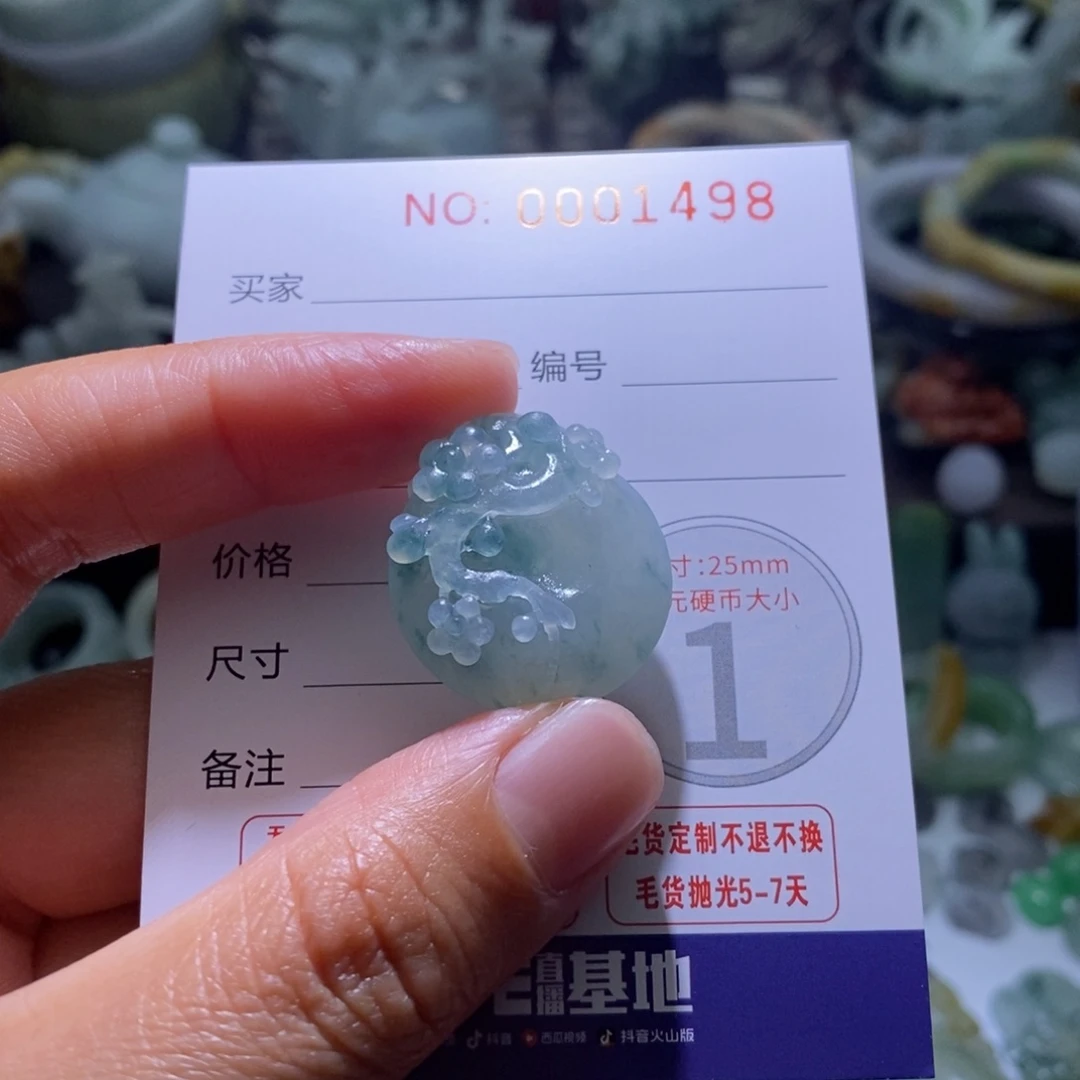 NO: 0001498
买家
编号
价格
寸:25mm
元硬币大小
尺寸
1
备注
货定制不退不换
毛货抛光5-7天
直播基地
抖音 西瓜视频 抖音火山版